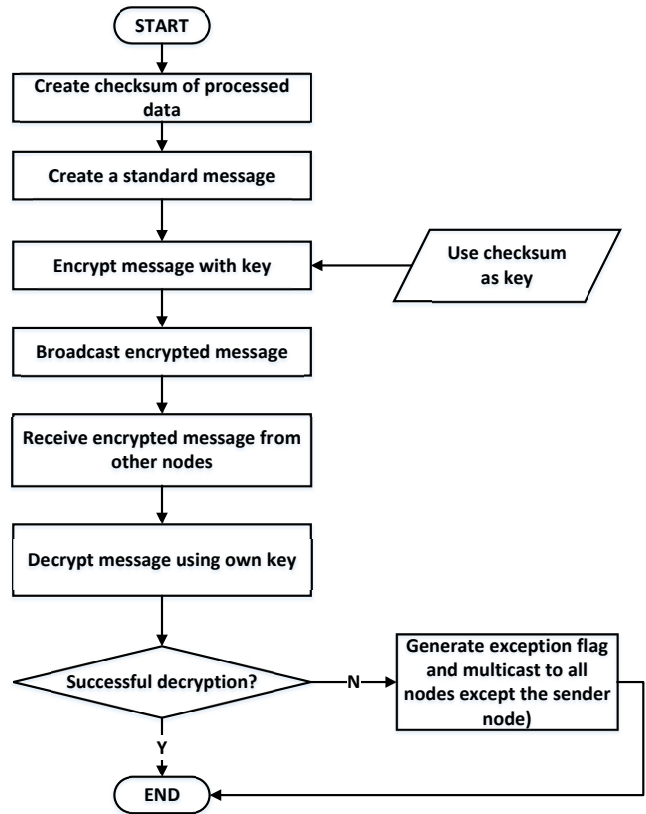 START
Create checksum of processed
data
Create a standard message
Encrypt message with key
Use checksum
as key
Broadcast encrypted message
Receive encrypted message from
other nodes
Decrypt message using own key
Successful decryption?
N
Generate exception flag
and multicast to all
nodes except the sender
node)
Y
END